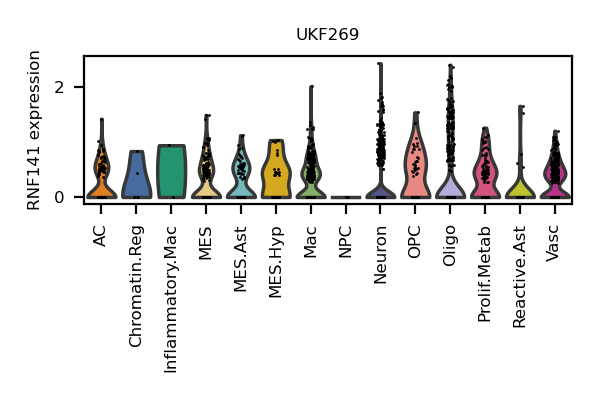 UKF269
RNF141 expression
2
0
AC
Chromatin.Reg
Inflammatory.Mac
MES
MES.Ast
MES.Hyp
Mac
NPC
Neuron
OPC
Oligo
Prolif.Metab
Reactive.Ast
Vasc